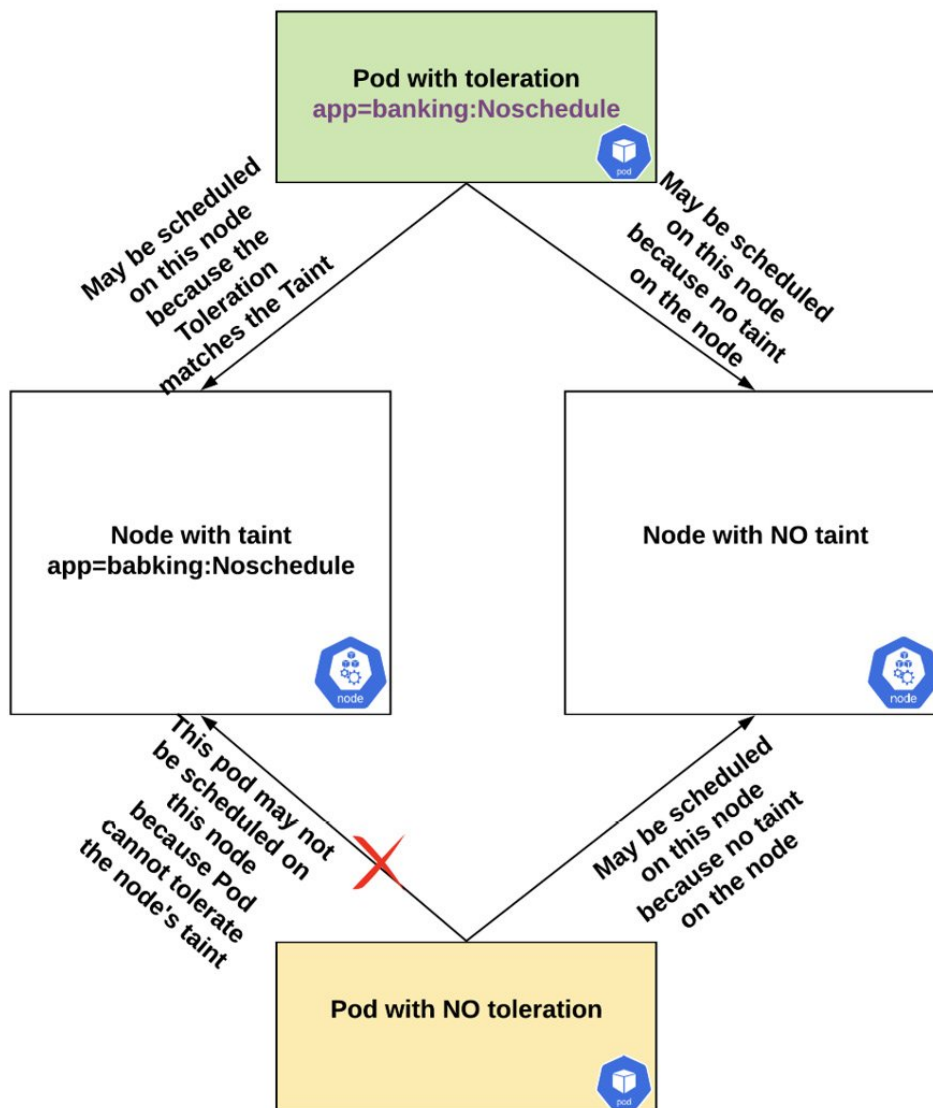 Pod with toleration
app=banking:Noschedule
pod
May be scheduled
on this node
because the
Toleration
matches the Taint
May be scheduled
on this node
because no taint
on the node
Node with taint
app=babking:Noschedule
node
Node with NO taint
node
This pod may not
be scheduled on
this node
because Pod
cannot tolerate
the node's taint
May be scheduled
on this node
because no taint
on the node
Pod with NO toleration
pod